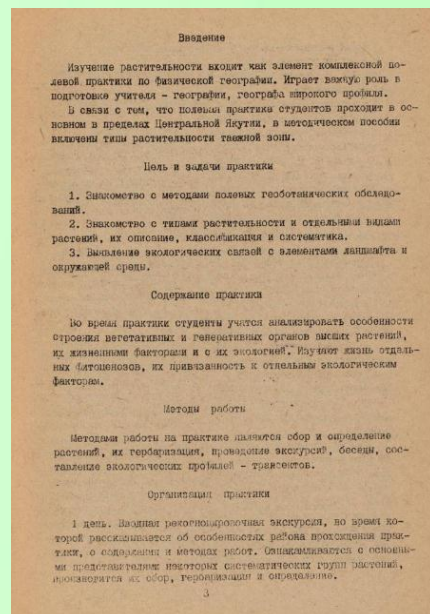 Введение
Изучение растительности входит как элемент комплексной по-
левой практики по физической географии. Играет важную роль в
подготовке учителя - географии, географа широкого профиля.
В связи с тем, что полевая практика студентов проходит в ос-
новном в пределах Центральной Якутии, в методическом пособии
включены типы растительности таежной зоны.
Цель и задачи практики
1. Знакомство с методами полевых геоботанических обследо-
ваний.
2. Знакомство с типами растительности и отдельными видами
растений, их описание, классификация и систематика.
3. Выявление экологических связей с элементами ландшафта и
окружающей среды.
Содержание практики
Во время практики студенты учатся анализировать особенности
строения вегетативных и генеративных органов высших растений,
их жизненными факторами и с их экологией. Изучают жизнь отдель-
ных фитоценозов, их привязанность к отдельным экологическим
факторам.
Методы работы
Методами работы на практике являются сбор и определение
растений, их гербаризация, проведение экскурсий, беседы, сос-
тавление экологических профилей - трансектов.
Организация практики
1 день. Вводная рекогносцировочная экскурсия, во время ко-
торой рассказывается об особенностях района прохождения прак-
тики, о содержании и методах работ. Ознакамливаются с основны-
ми представителями некоторых систематических групп растений,
производится их сбор, гербаризация и определение.
3